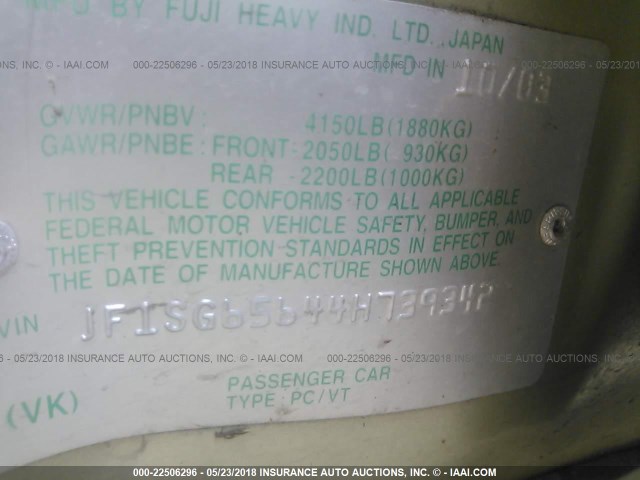 MFD. BY FUJI HEAVY IND. LTD., JAPAN
MFD IN 10/03
GVWR/PNBV : 4150LB(1880KG)
GAWR/PNBE : FRONT: 2050LB( 930KG)
REAR -2200LB(1000KG)
THIS VEHICLE CONFORMS TO ALL APPLICABLE
FEDERAL MOTOR VEHICLE SAFETY, BUMPER, AND
THEFT PREVENTION STANDARDS IN EFFECT ON
THE DATE OF MANUFACTURE SHOWN ABOVE.
VIN JF1SG65644H739342
PASSENGER CAR
(VK) TYPE: PC/VT
000-22506296 - 05/23/2018 INSURANCE AUTO AUCTIONS, INC. - © - IAAI.COM